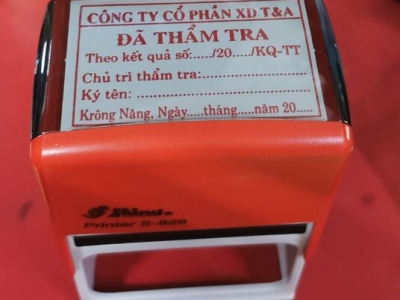 CÔNG TY CỔ PHẦN XD T&A
ĐÃ THẨM TRA
Theo kết quả số:...../20...../KQ-TT
Chủ trì thẩm tra:........................
Ký tên: ........................................
Krông Năng, Ngày.....tháng.....năm 20.....
Shiny
Printer S-829